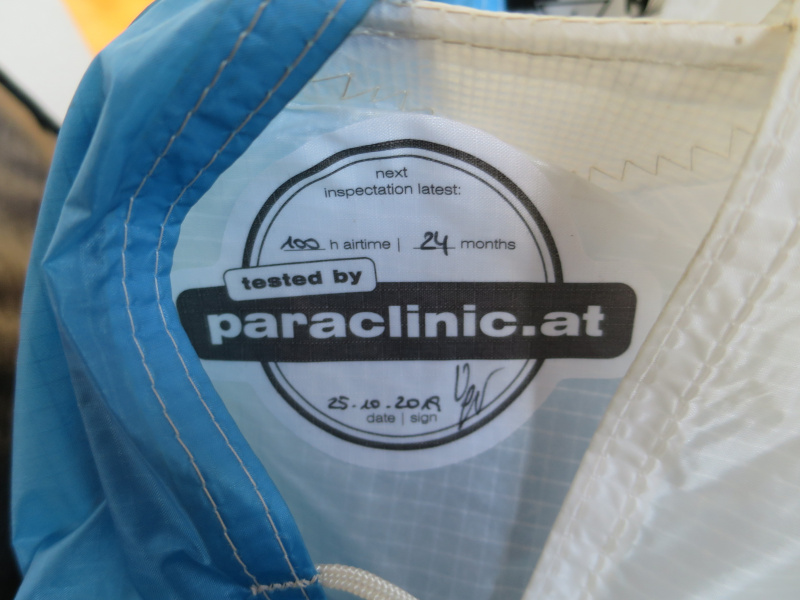 next
inspectation latest:
100 h airtime | 24 months
tested by
paraclinic.at
25.10.2019
date | sign